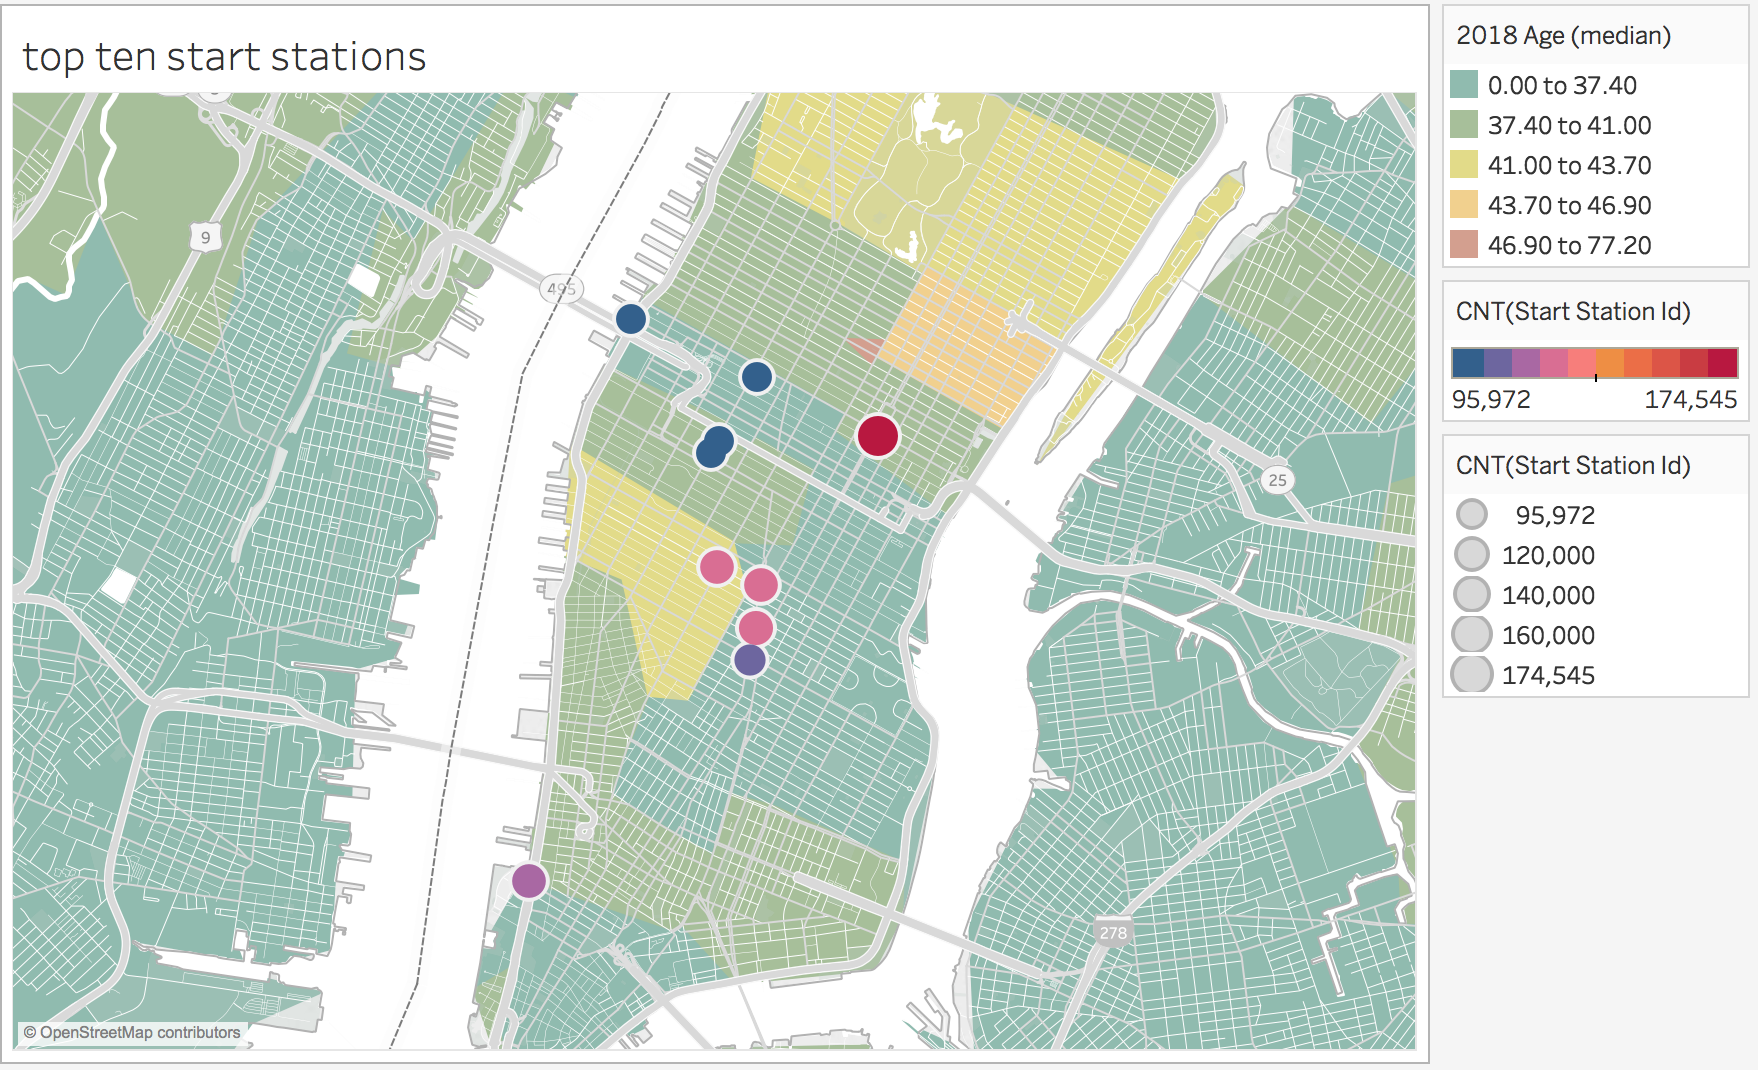 top ten start stations
9
495
25
278
© OpenStreetMap contributors
2018 Age (median)
0.00 to 37.40
37.40 to 41.00
41.00 to 43.70
43.70 to 46.90
46.90 to 77.20
CNT(Start Station Id)
95,972 174,545
CNT(Start Station Id)
95,972
120,000
140,000
160,000
174,545